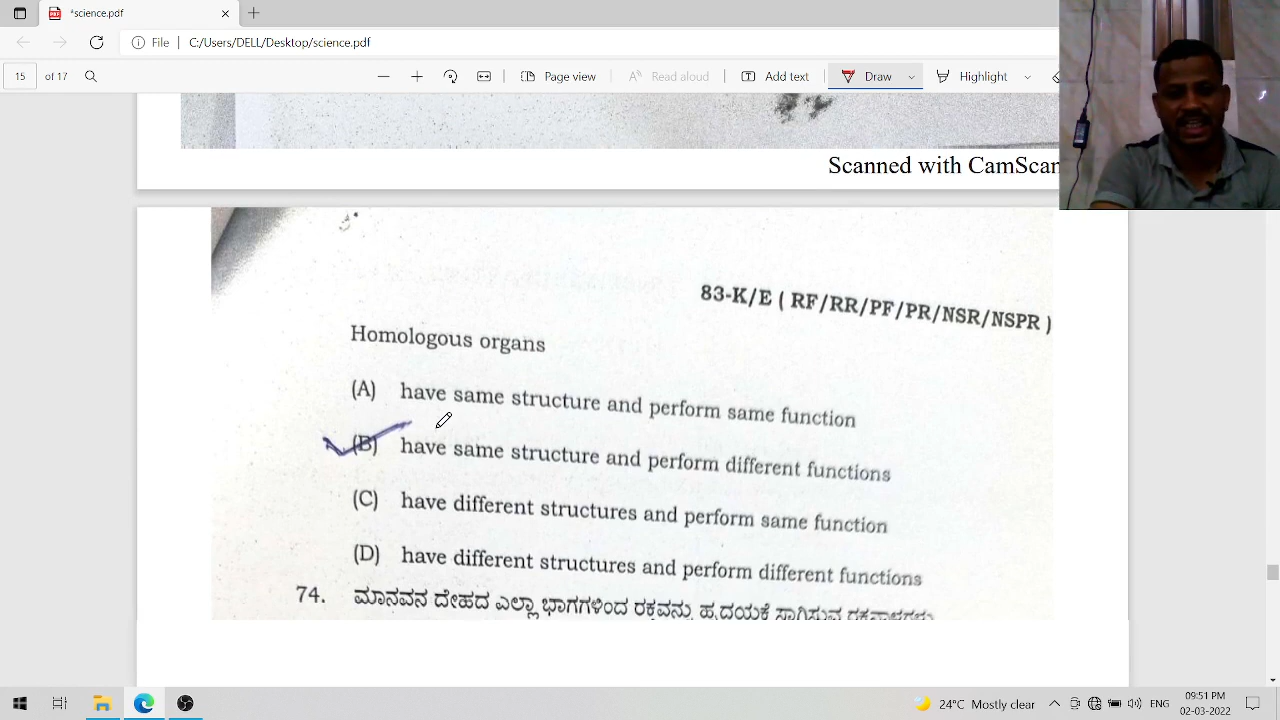 *science.pdf
File | C:/Users/DELL/Desktop/science.pdf
15 of 17 Page view Read aloud Add text Draw Highlight
Scanned with CamScan
83-K/E ( RF/RR/PF/PR/NSR/NSPR )
Homologous organs
(A) have same structure and perform same function
(B) have same structure and perform different functions
(C) have different structures and perform same function
(D) have different structures and perform different functions
74. ಮಾನವನ ದೇಹದ ಎಲ್ಲಾ ಭಾಗಗಳಿಂದ ರಕ್ತವನ್ನು ಹೃದಯಕ್ಕೆ ಸಾಗಿಸುವ
24°C Mostly clear ENG 09:51 PM
02-03-2022